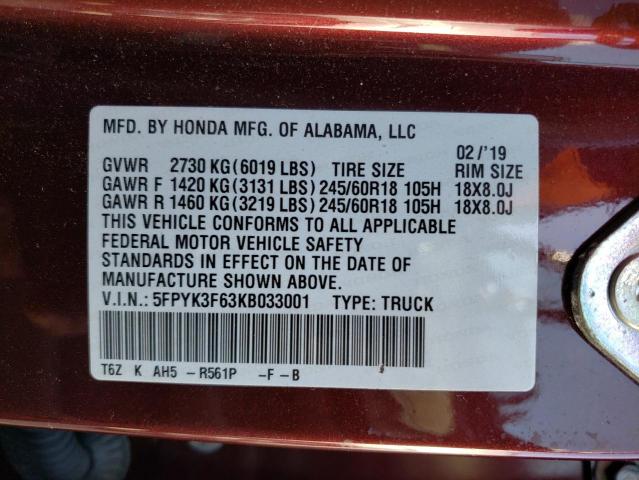 MFD. BY HONDA MFG. OF ALABAMA, LLC
02/'19
GVWR 2730 KG(6019 LBS) TIRE SIZE RIM SIZE
GAWR F 1420 KG(3131 LBS) 245/60R18 105H 18X8.0J
GAWR R 1460 KG(3219 LBS) 245/60R18 105H 18X8.0J
THIS VEHICLE CONFORMS TO ALL APPLICABLE
FEDERAL MOTOR VEHICLE SAFETY
STANDARDS IN EFFECT ON THE DATE OF
MANUFACTURE SHOWN ABOVE.
V.I.N.: 5FPYK3F63KB033001 TYPE: TRUCK
T6Z K AH5 -R561P -F-B